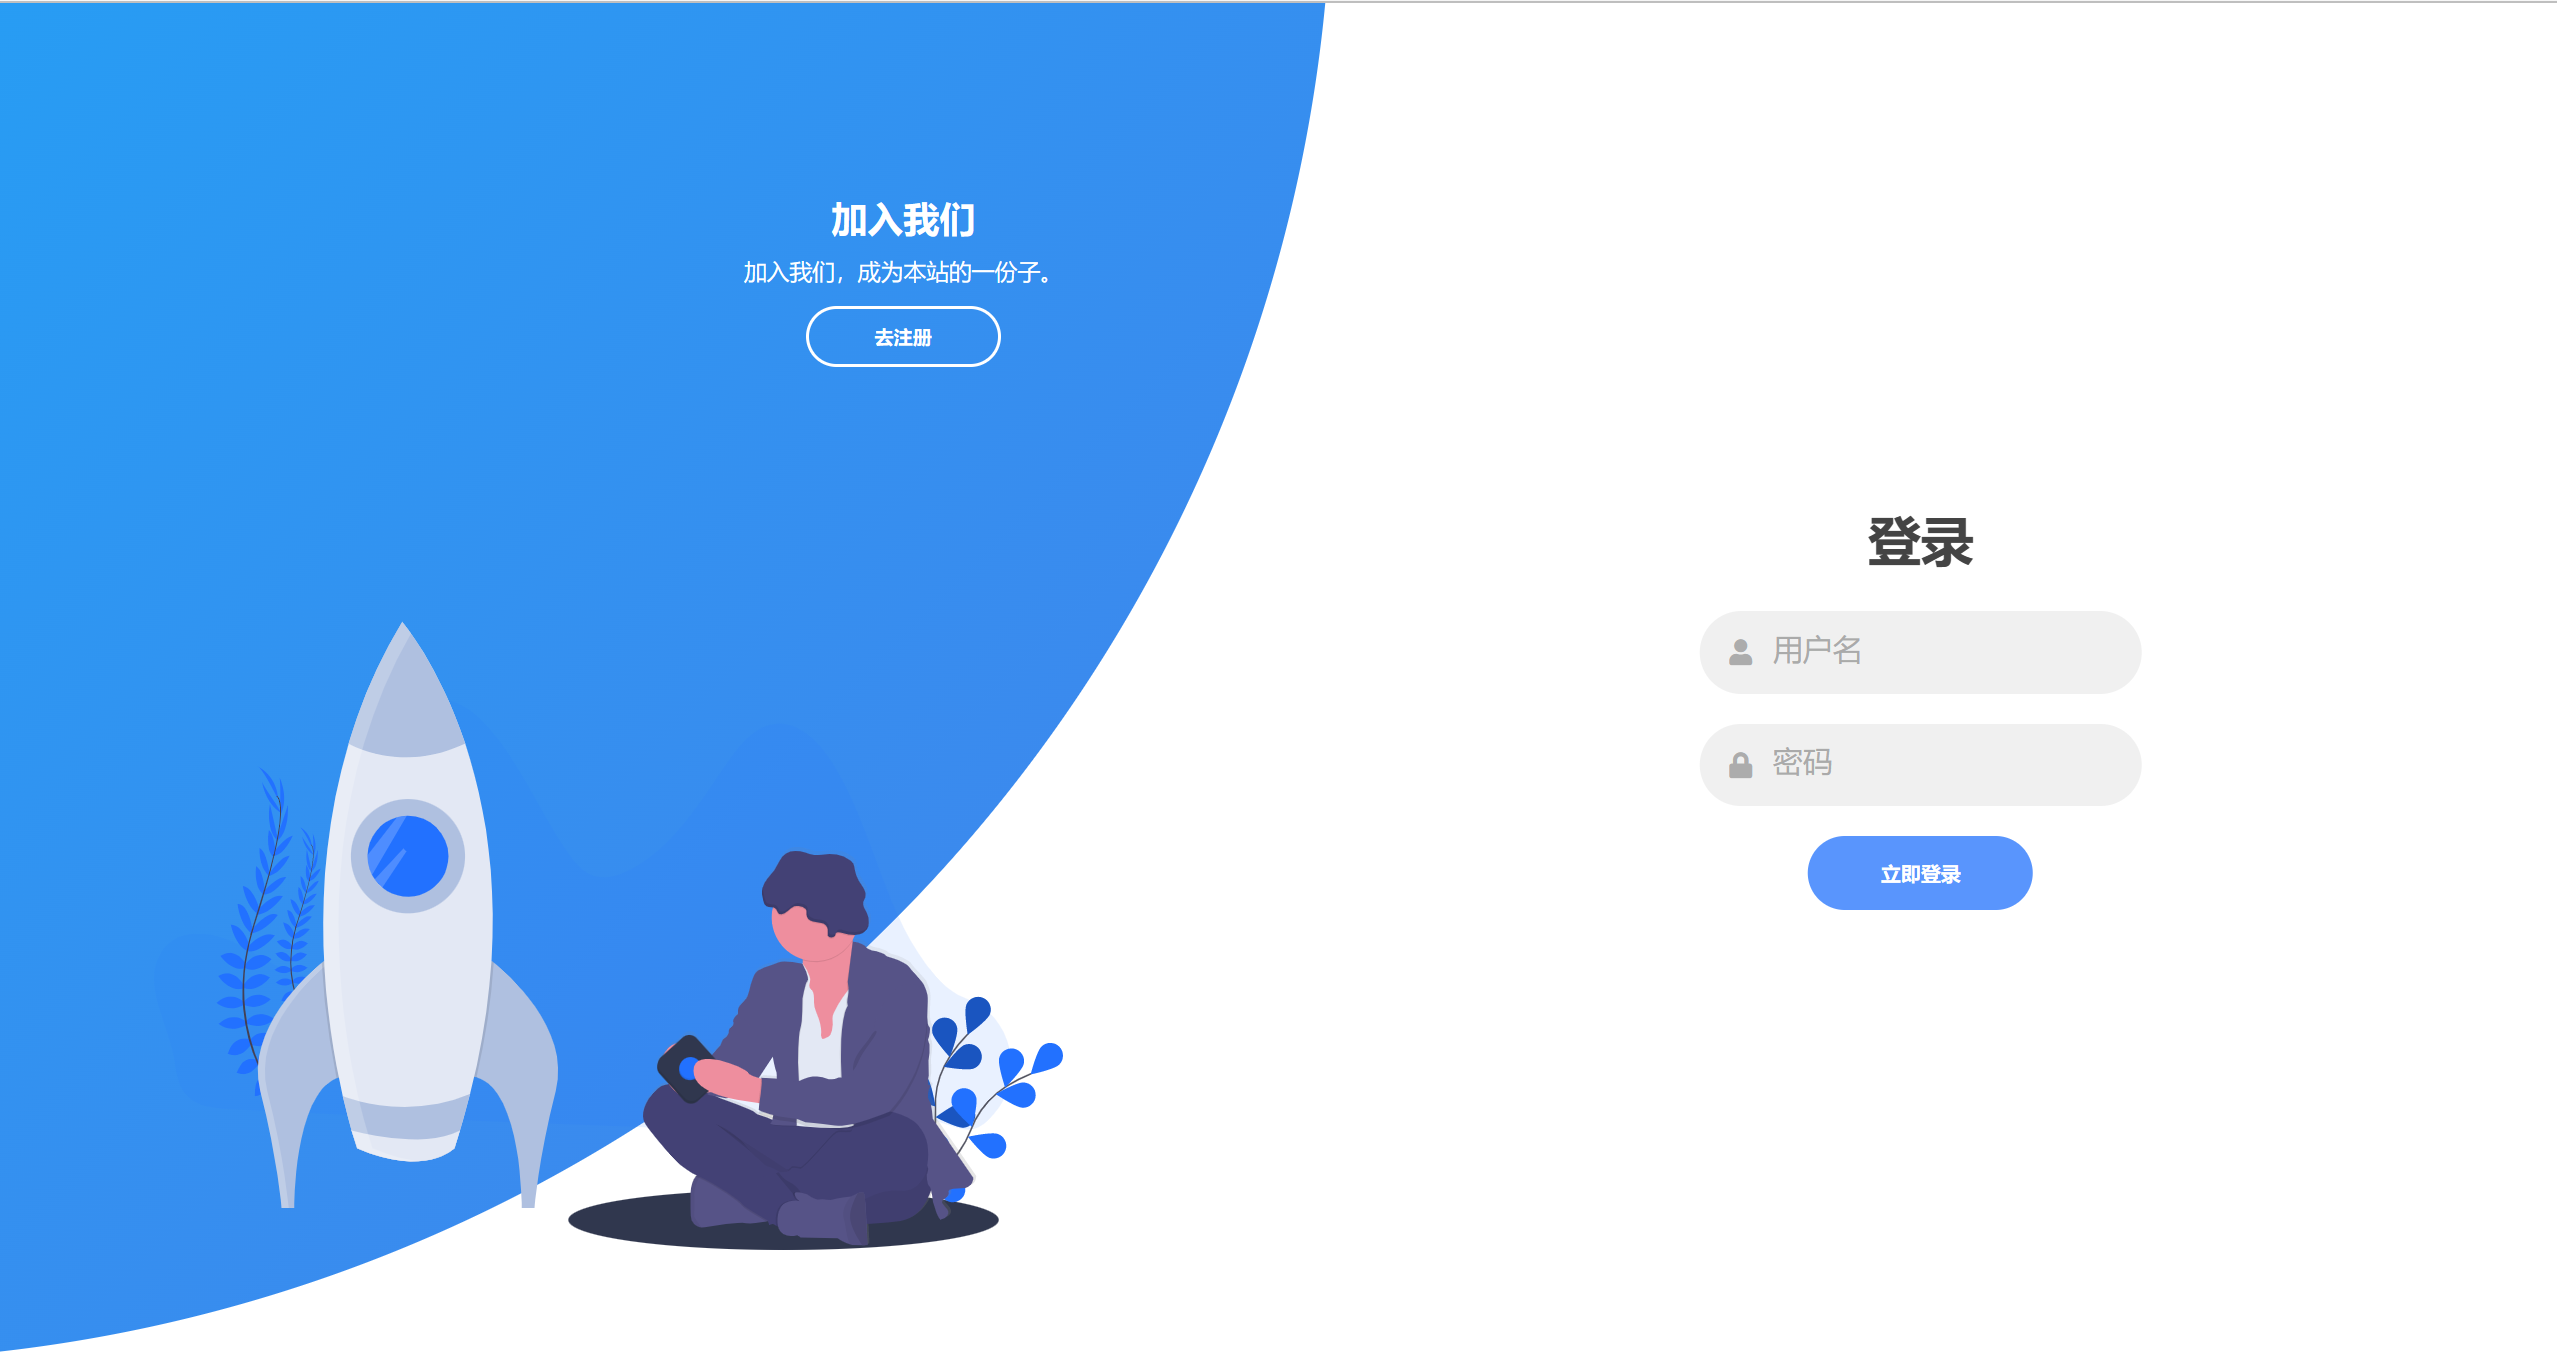 加入我们
加入我们，成为本站的一份子。
去注册
登录
用户名
密码
立即登录